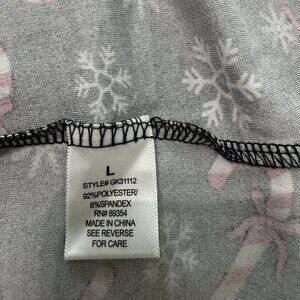 L
STYLE# GK31112
92%POLYESTER/
8%SPANDEX
RN# 89354
MADE IN CHINA
SEE REVERSE
FOR CARE